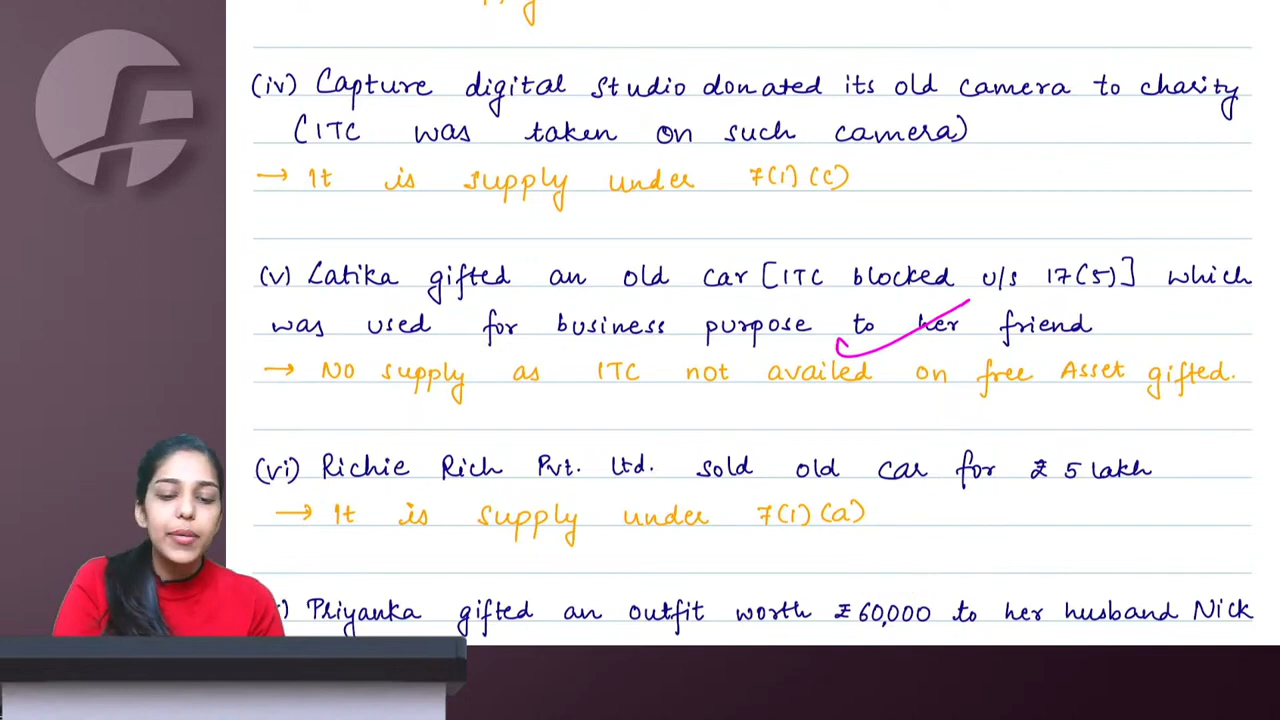 (iv) Capture digital studio donated its old camera to charity
(ITC was taken on such camera)
→ It is supply under 7(1)(c)
(v) Latika gifted an old car [ITC blocked u/s 17(5)] which
was used for business purpose to her friend
→ No supply as ITC not availed on free Asset gifted.
(vi) Richie Rich Pvt. Ltd. sold old car for ₹ 5 lakh
→ It is supply under 7(1)(a)
Priyanka gifted an outfit worth ₹ 60,000 to her husband Nick